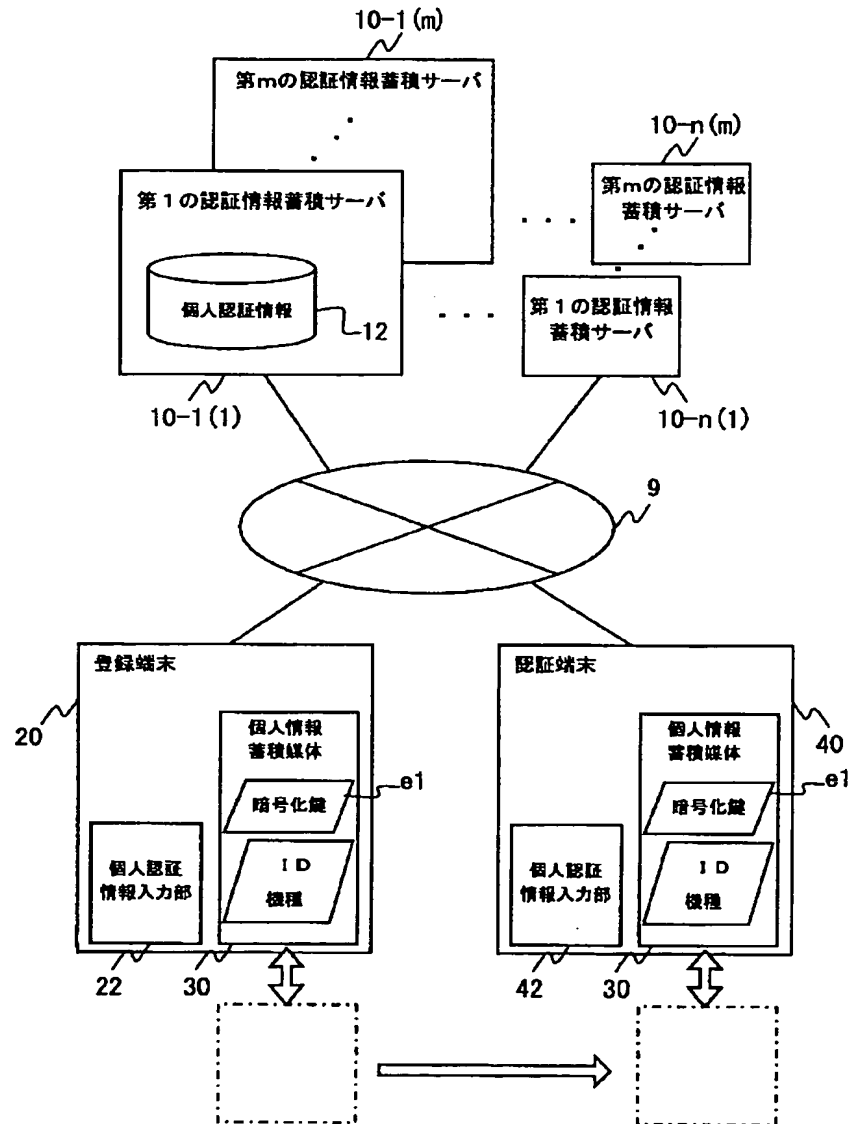 10-1(m)
第mの認証情報蓄積サーバ
10-n(m)
第mの認証情報
蓄積サーバ
第1の認証情報蓄積サーバ
個人認証情報
12
第1の認証情報
蓄積サーバ
10-1(1)
10-n(1)
9
登録端末
20
個人情報
蓄積媒体
e1
暗号化鍵
ID
機種
個人認証
情報入力部
22
30
認証端末
40
個人情報
蓄積媒体
e1
暗号化鍵
ID
機種
個人認証
情報入力部
42
30